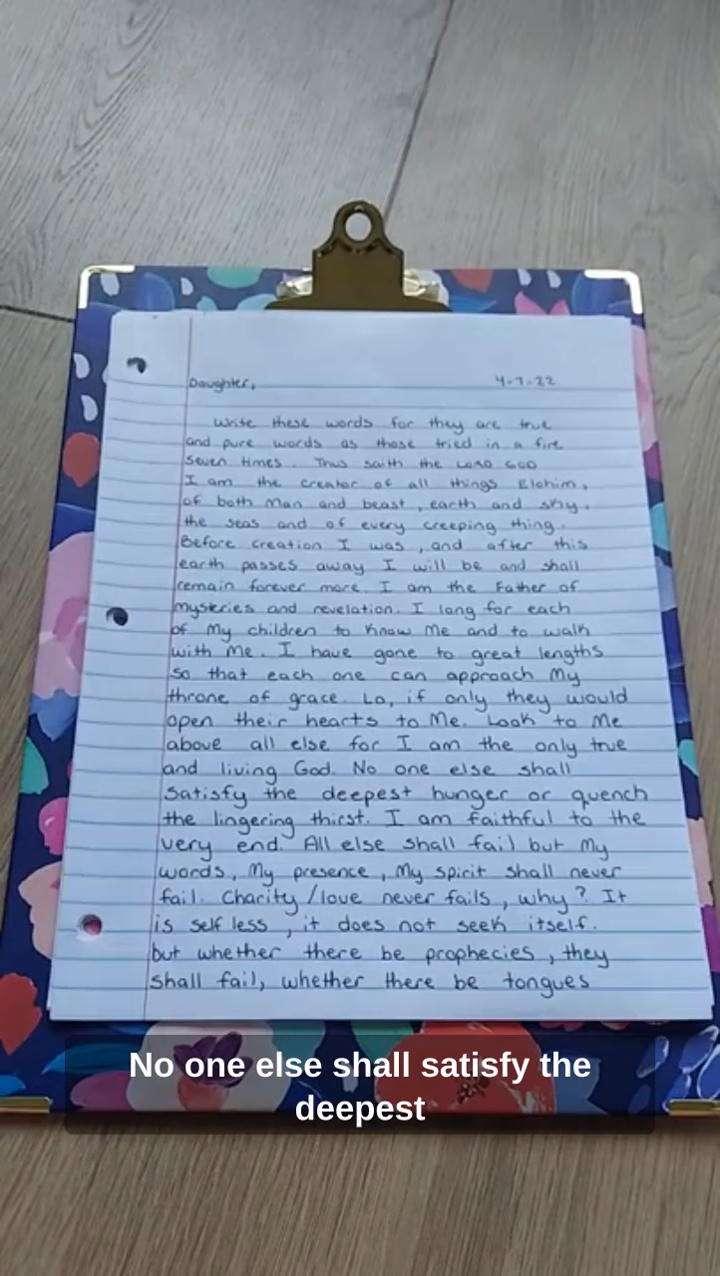 Daughter, 4-7-22
Write these words for they are true
and pure words as those tried in a fire
seven times. Thus saith the LORD GOD
I am the creator of all things Elohim,
of both man and beast, earth and sky.
the seas and of every creeping thing.
Before creation I was, and after this
earth passes away I will be and shall
remain forever more. I am the Father of
mysteries and revelation. I long for each
of My children to know Me and to walk
with Me. I have gone to great lengths
so that each one can approach My
throne of grace. Lo, if only they would
open their hearts to Me. Look to Me
above all else for I am the only true
and living God. No one else shall
satisfy the deepest hunger or quench
the lingering thirst. I am faithful to the
very end. All else shall fail but My
words, My presence, My spirit shall never
fail. Charity/love never fails, why? It
is self less, it does not seek itself.
but whether there be prophecies, they
shall fail, whether there be tongues
No one else shall satisfy the
deepest